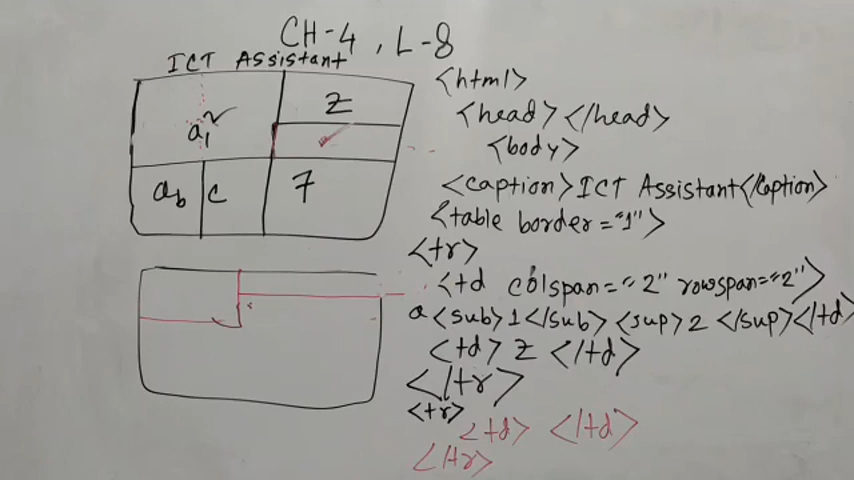 CH-4, L-8
ICT Assistant
z
a₁²
ab c 7
<html>
<head></head>
<body>
<caption>ICT Assistant</caption>
<table border="1">
<tr>
<td colspan="2" rowspan="2">
a<sub>1</sub><sup>2</sup></td>
<td>z</td>
</tr>
<tr>
<td> </td>
</tr>